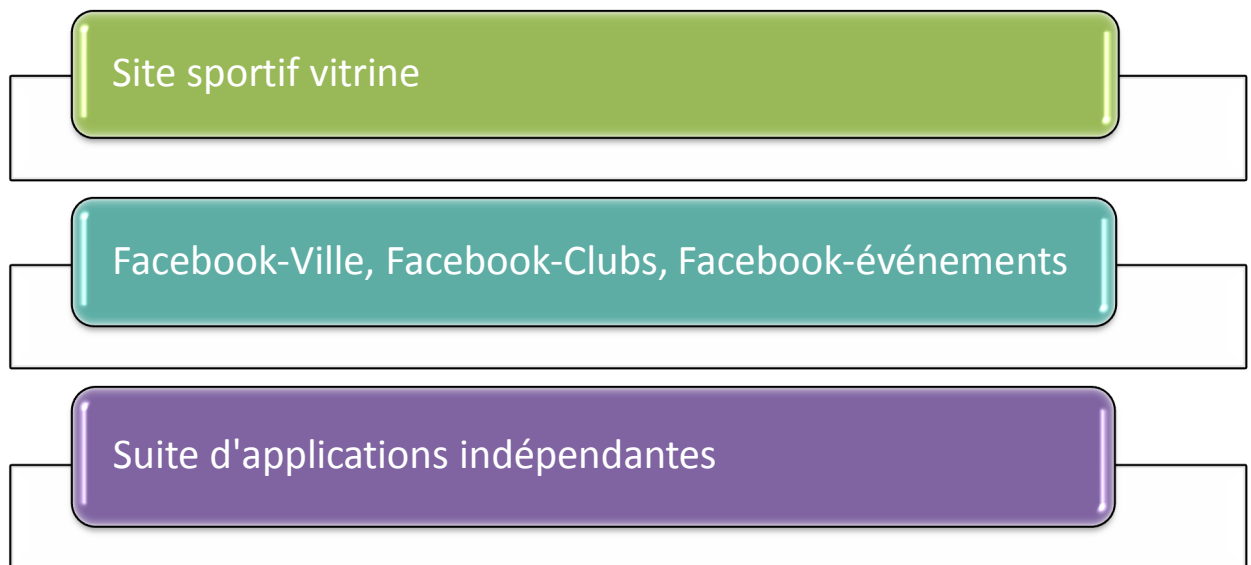 Site sportif vitrine
Facebook-Ville, Facebook-Clubs, Facebook-événements
Suite d'applications indépendantes